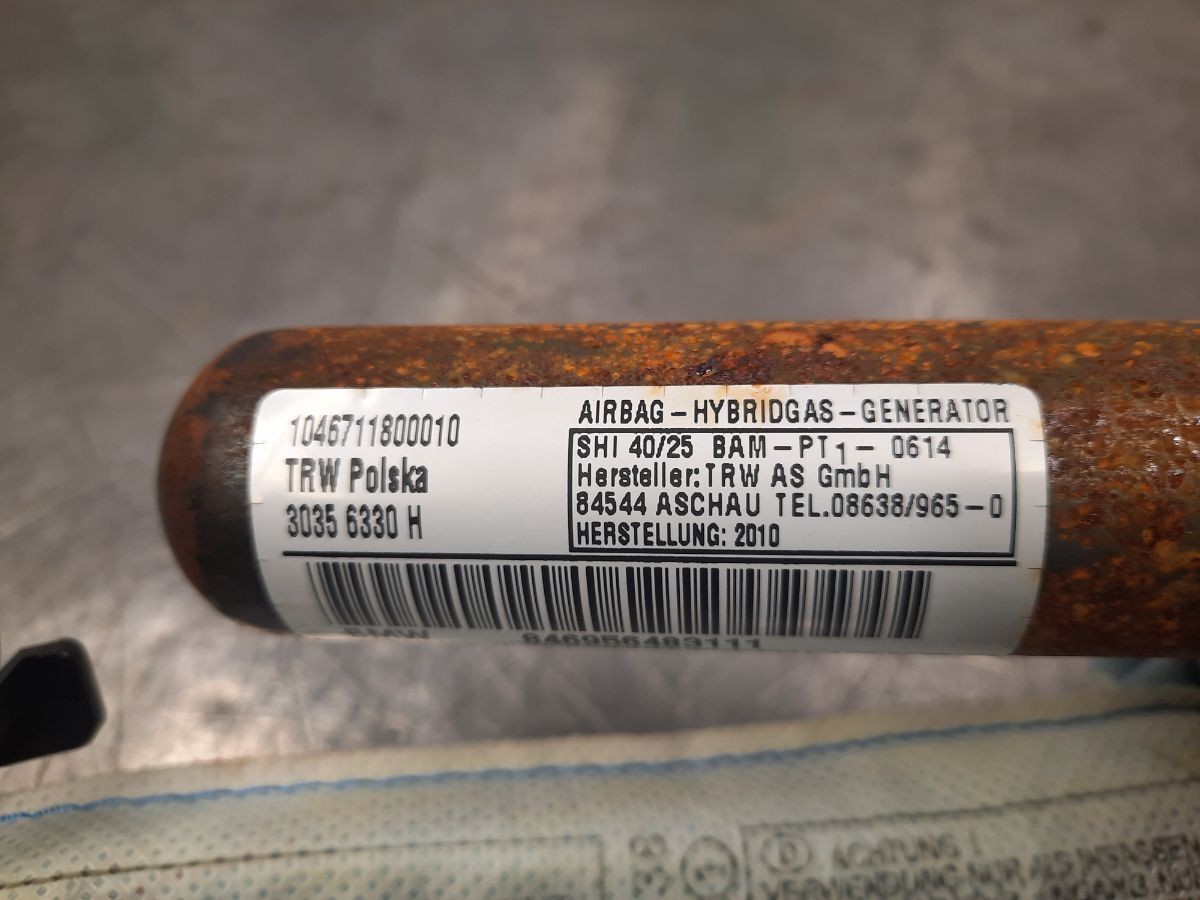 1046711800010
TRW Polska
3035 6330 H
AIRBAG-HYBRIDGAS-GENERATOR
SHI 40/25 BAM-PT1-0614
Hersteller: TRW AS GmbH
84544 ASCHAU TEL.08638/965-0
HERSTELLUNG: 2010
BMW 846956483111
D ACHTUNG!